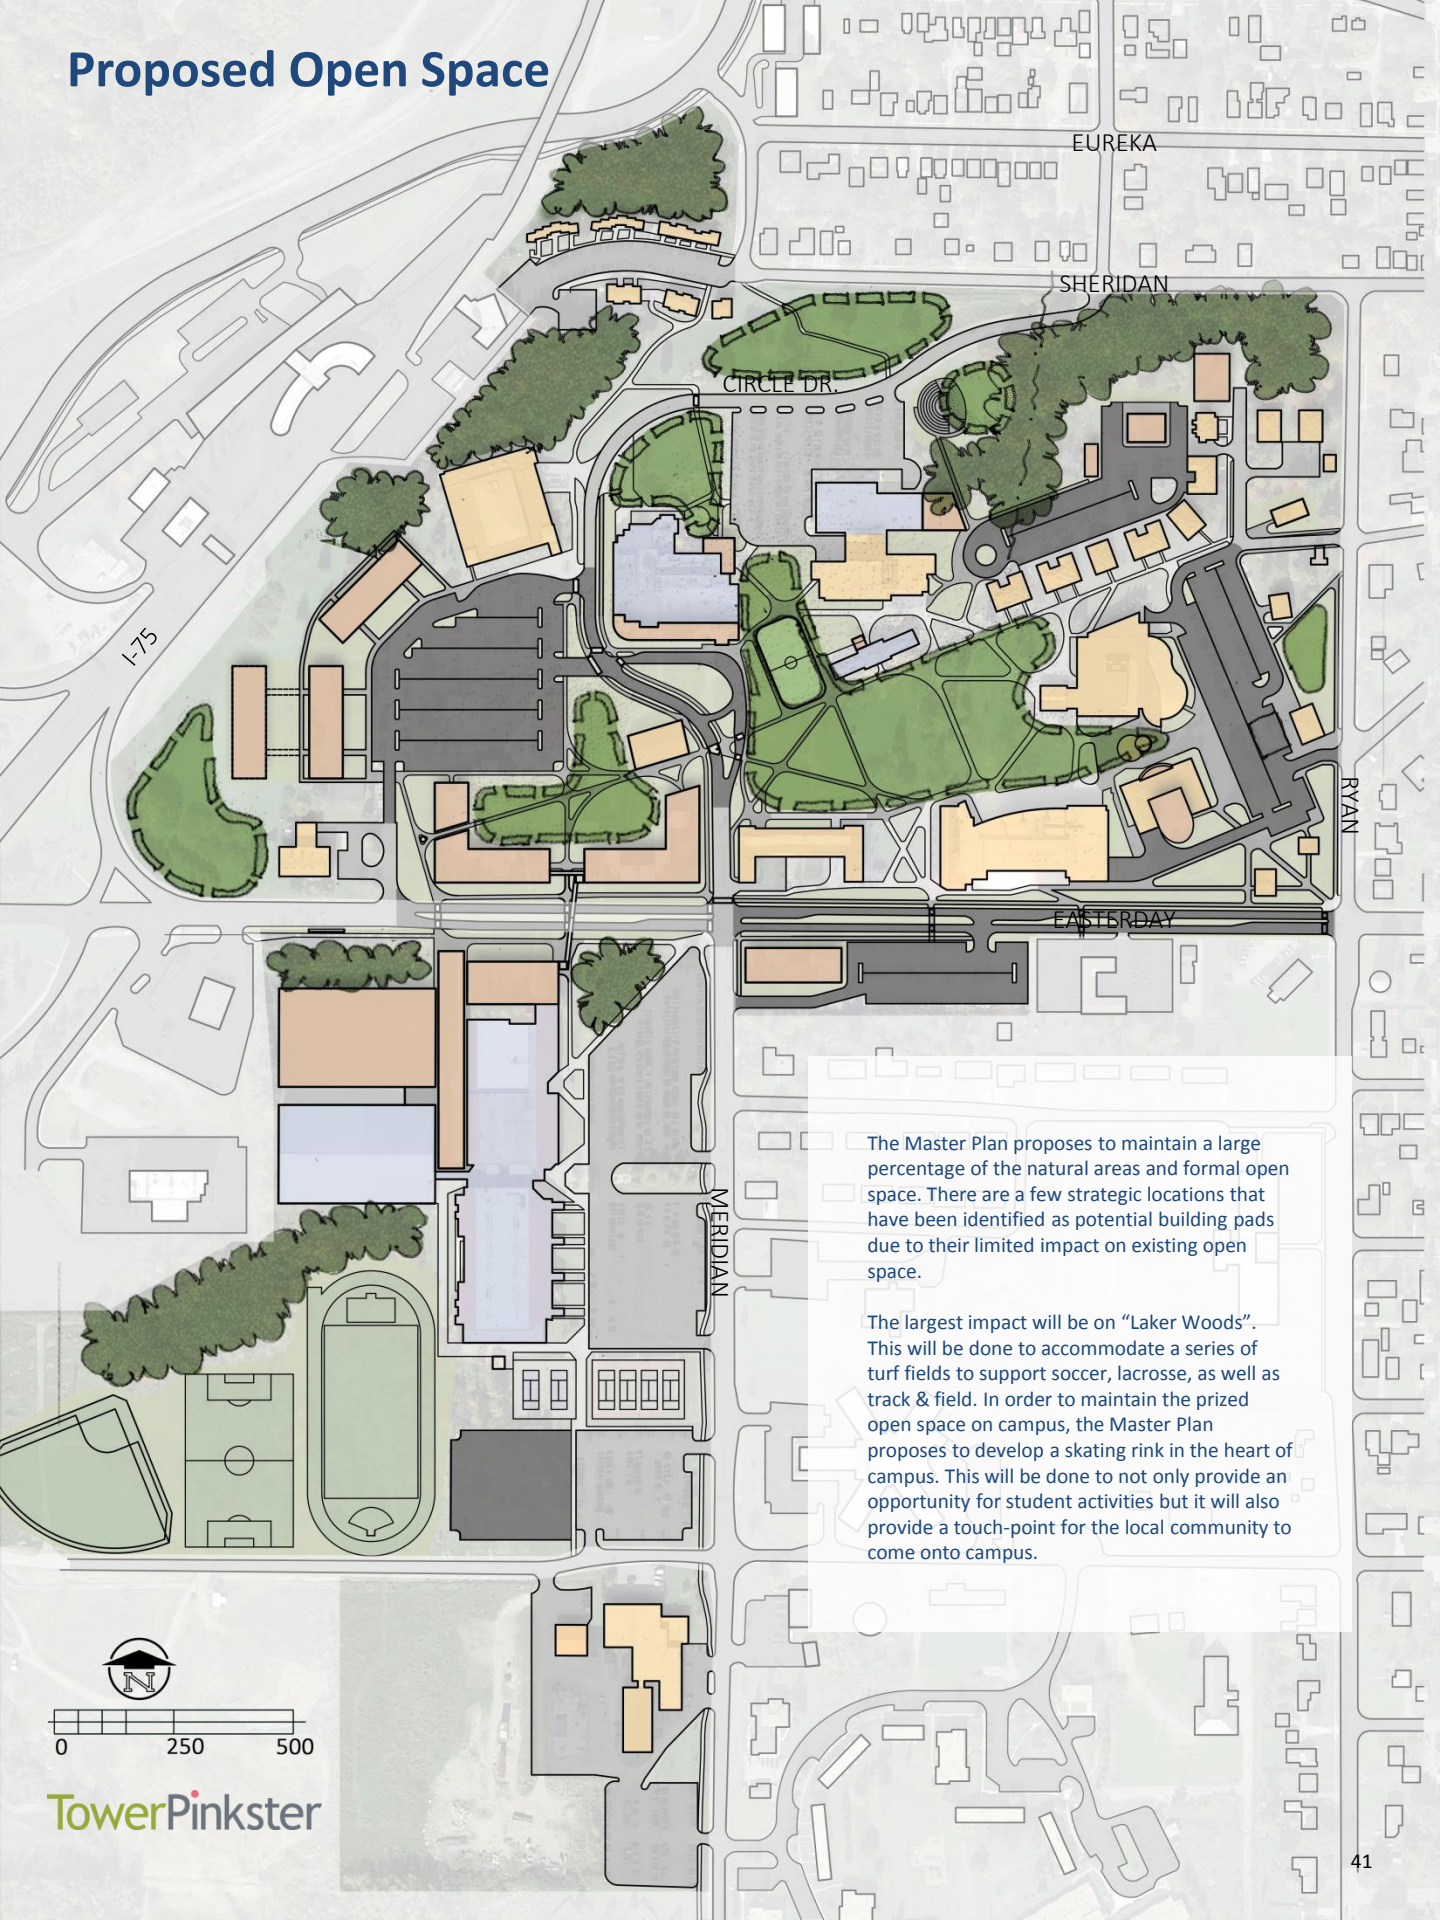 Proposed Open Space
EUREKA
SHERIDAN
CIRCLE DR.
I-75
RYAN
EASTERDAY
MERIDIAN
The Master Plan proposes to maintain a large
percentage of the natural areas and formal open
space. There are a few strategic locations that
have been identified as potential building pads
due to their limited impact on existing open
space.
The largest impact will be on “Laker Woods”.
This will be done to accommodate a series of
turf fields to support soccer, lacrosse, as well as
track & field. In order to maintain the prized
open space on campus, the Master Plan
proposes to develop a skating rink in the heart of
campus. This will be done to not only provide an
opportunity for student activities but it will also
provide a touch-point for the local community to
come onto campus.
N
0 250 500
TowerPinkster
41